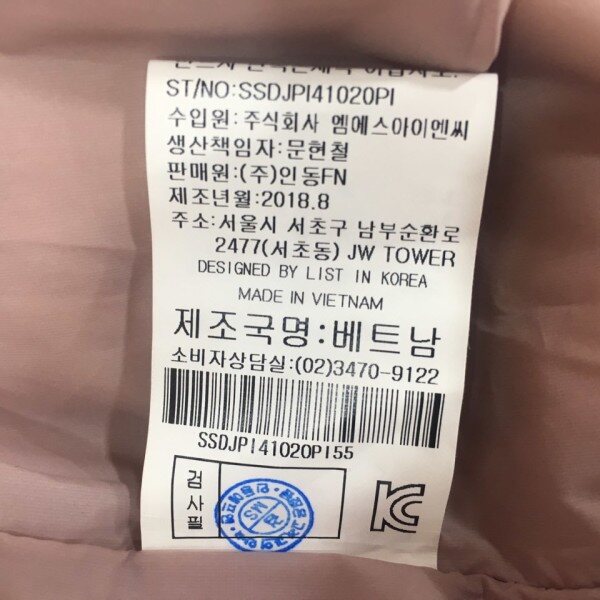 ST/NO:SSDJPI41020PI
수입원:주식회사 엠에스아이엔씨
생산책임자:문현철
판매원:(주)인동FN
제조년월:2018.8
주소:서울시 서초구 남부순환로
2477(서초동) JW TOWER
DESIGNED BY LIST IN KOREA
MADE IN VIETNAM
제조국명:베트남
소비자상담실:(02)3470-9122
SSDJPI41020PI55
검사필
MS
KC